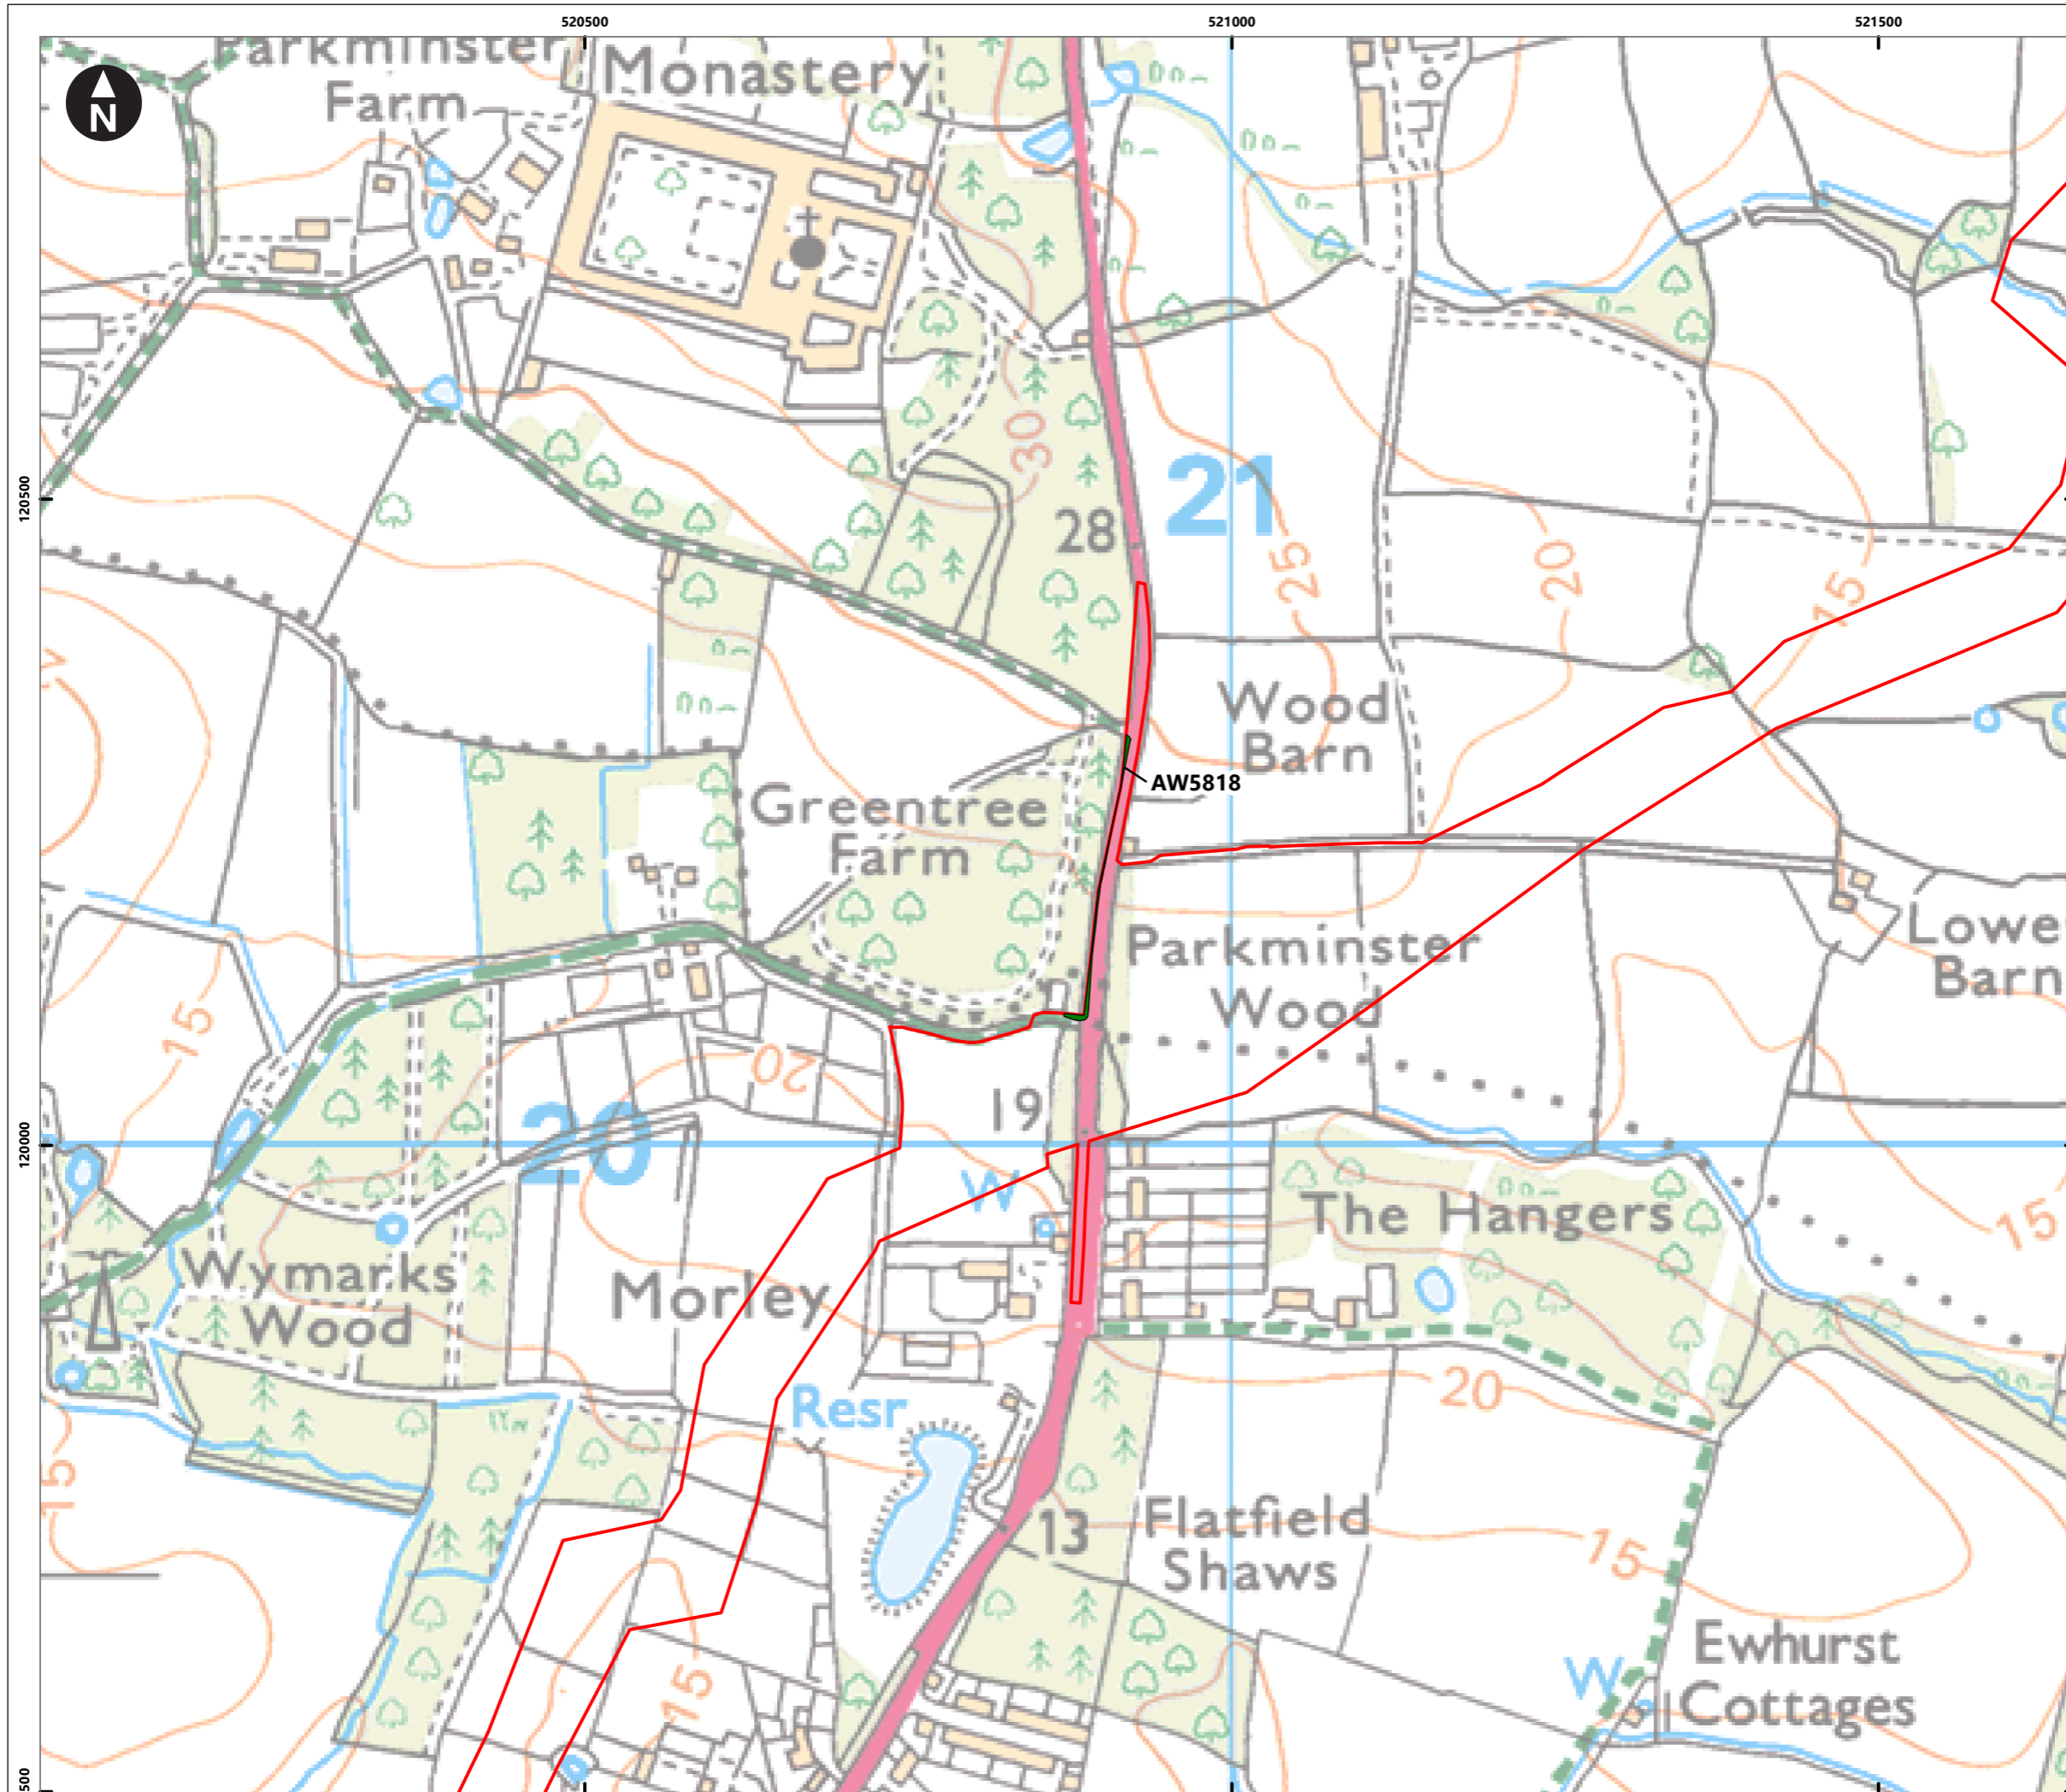 520500
521000
521500
N
Parkminster
Farm
Monastery
30
21
120500
28
25
20
15
Wood
Barn
AW5818
Greentree
Farm
Parkminster
Wood
Lowe
Barn
15
20
19
120000
20
W
The Hangers
15
Wymarks
Wood
Morley
20
Resr
15
13
Flatfield
Shaws
15
Ewhurst
Cottages
W
15
500